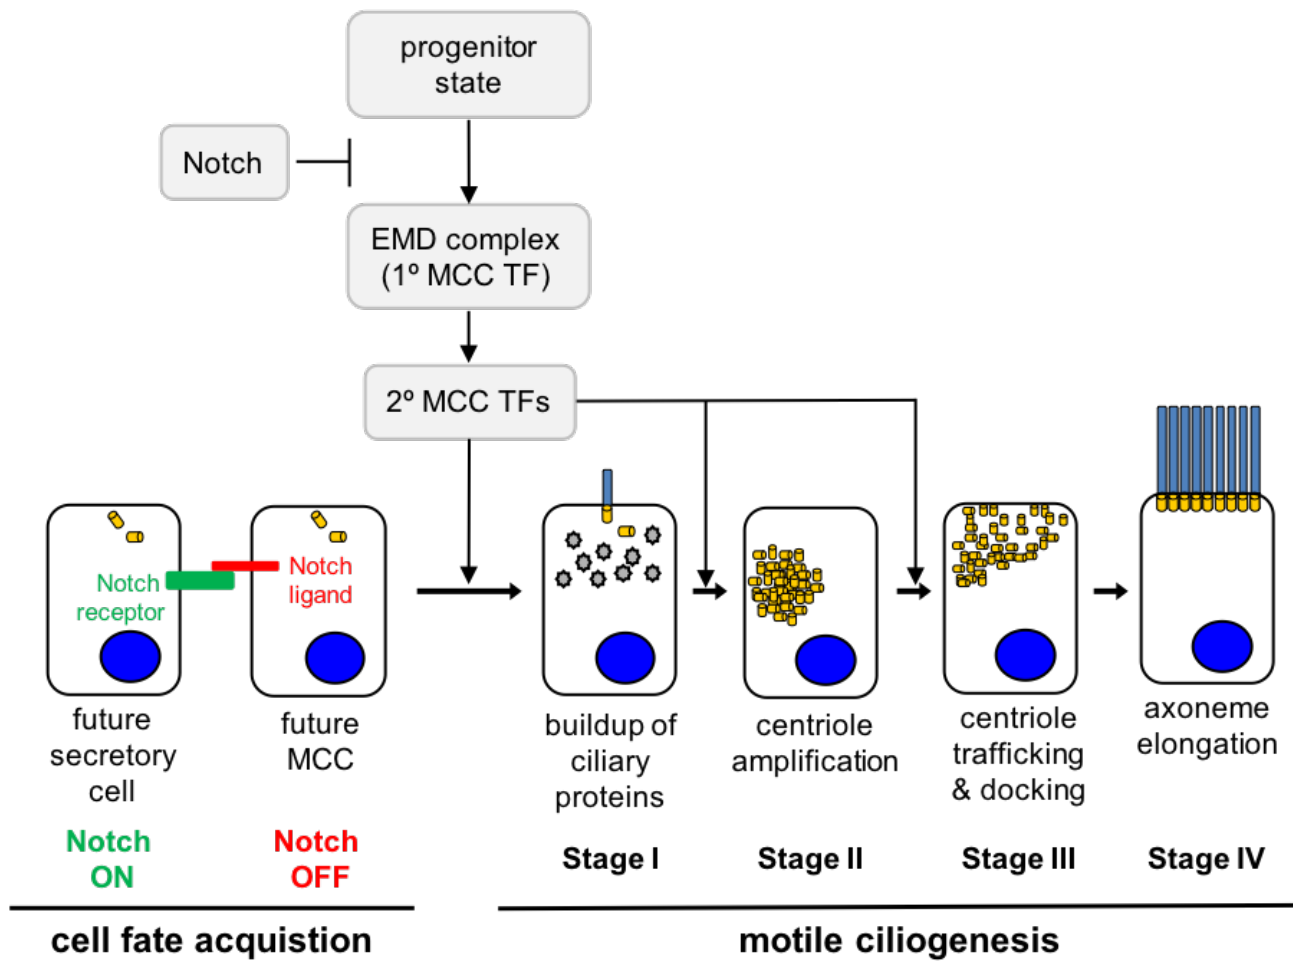 progenitor
state
Notch
EMD complex
(1º MCC TF)
2º MCC TFs
Notch
receptor
Notch
ligand
future
secretory
cell
future
MCC
buildup of
ciliary
proteins
centriole
amplification
centriole
trafficking
& docking
axoneme
elongation
Notch
ON
Notch
OFF
Stage I
Stage II
Stage III
Stage IV
cell fate acquistion
motile ciliogenesis